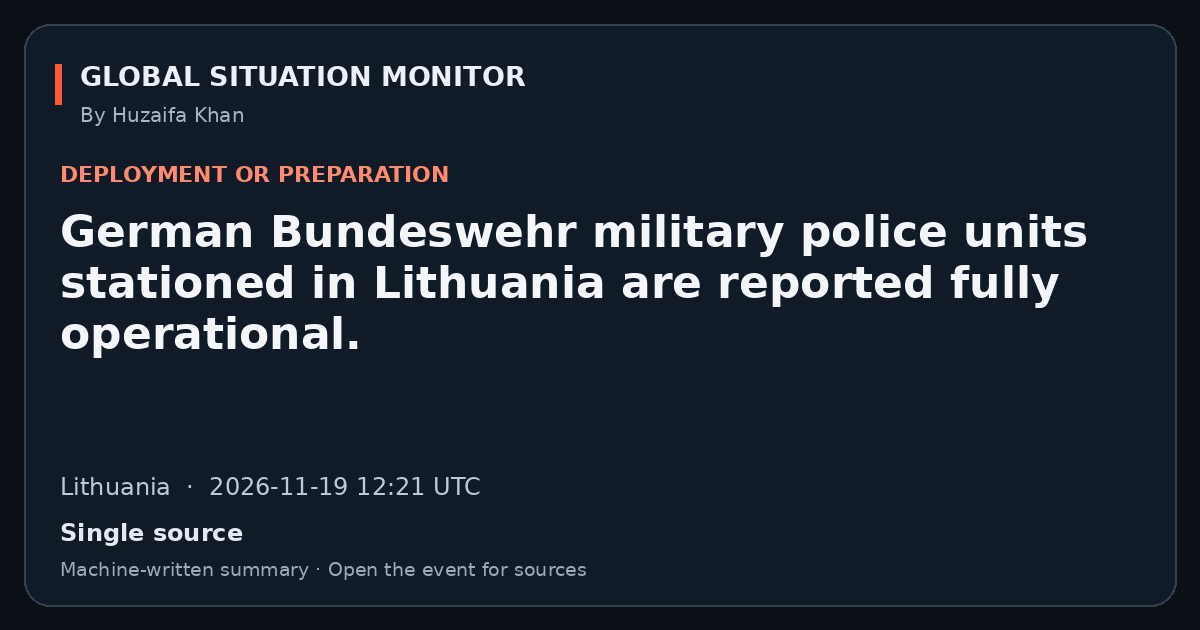 GLOBAL SITUATION MONITOR
By Huzaifa Khan
DEPLOYMENT OR PREPARATION
German Bundeswehr military police units
stationed in Lithuania are reported fully
operational.
Lithuania · 2026-11-19 12:21 UTC
Single source
Machine-written summary · Open the event for sources